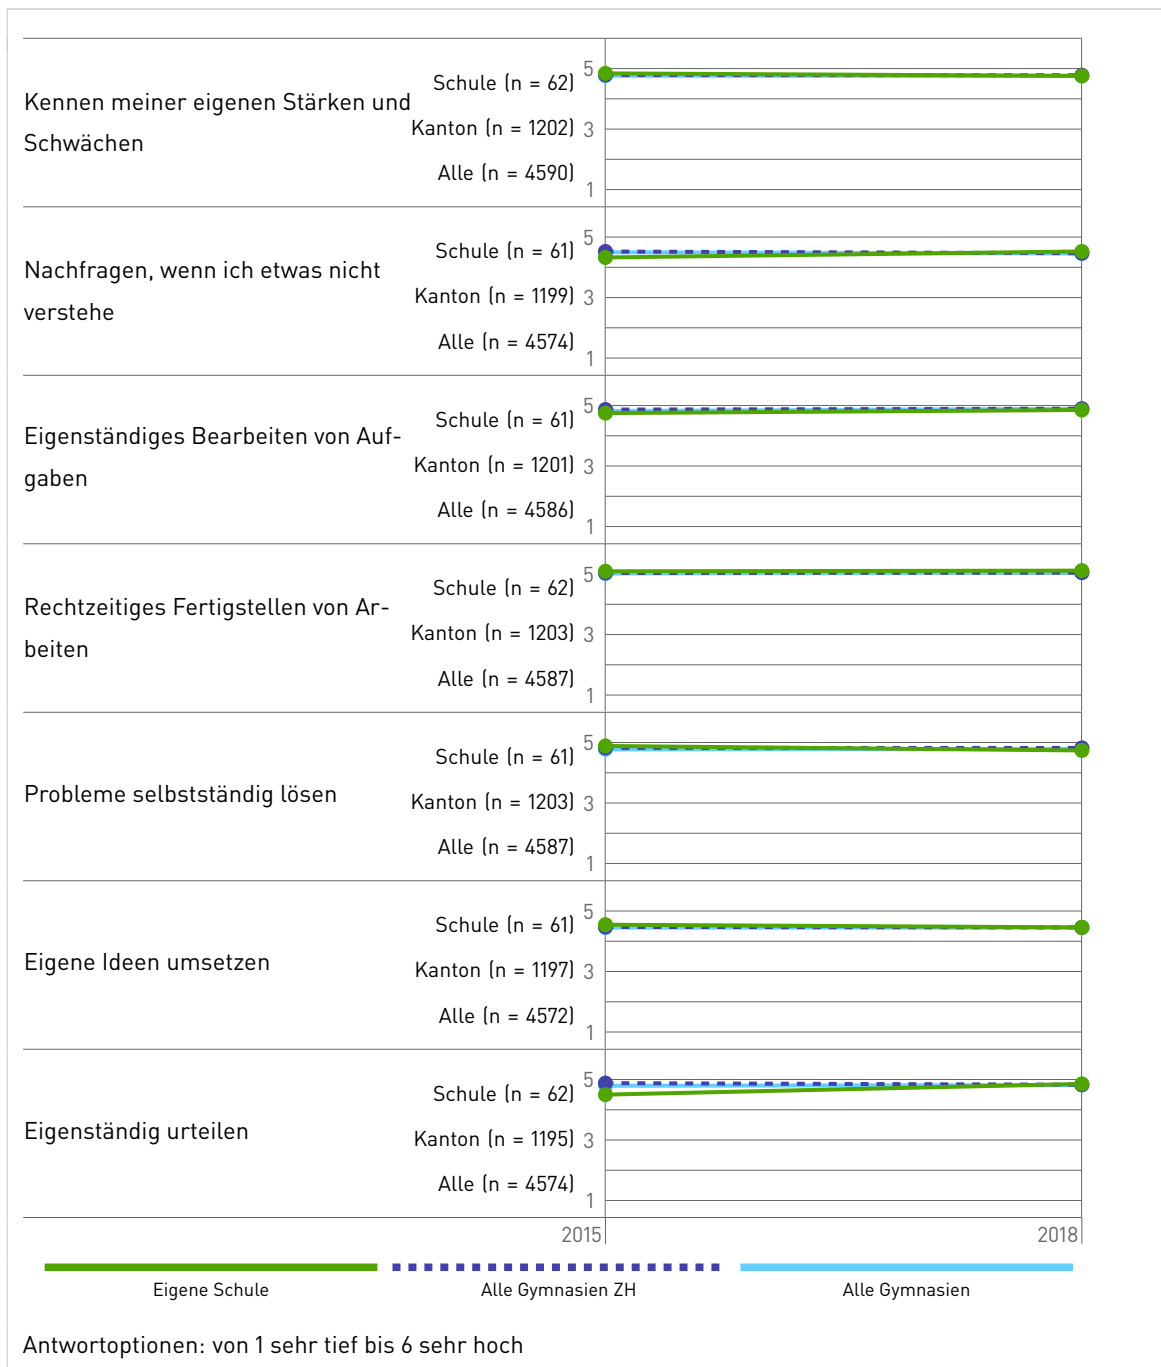 5
Schule (n = 62)
Kennen meiner eigenen Stärken und
Kanton (n = 1202) 3
Schwächen
Alle (n = 4590)
1
5
Schule (n = 61)
Nachfragen, wenn ich etwas nicht
Kanton (n = 1199) 3
verstehe
Alle (n = 4574)
1
5
Schule (n = 61)
Eigenständiges Bearbeiten von Auf-
Kanton (n = 1201) 3
gaben
Alle (n = 4586)
1
5
Schule (n = 62)
Rechtzeitiges Fertigstellen von Ar-
Kanton (n = 1203) 3
beiten
Alle (n = 4587)
1
5
Schule (n = 61)
Probleme selbstständig lösen
Kanton (n = 1203) 3
Alle (n = 4587)
1
5
Schule (n = 61)
Eigene Ideen umsetzen
Kanton (n = 1197) 3
Alle (n = 4572)
1
5
Schule (n = 62)
Eigenständig urteilen
Kanton (n = 1195) 3
Alle (n = 4574)
1
2015 2018
Eigene Schule Alle Gymnasien ZH Alle Gymnasien
Antwortoptionen: von 1 sehr tief bis 6 sehr hoch